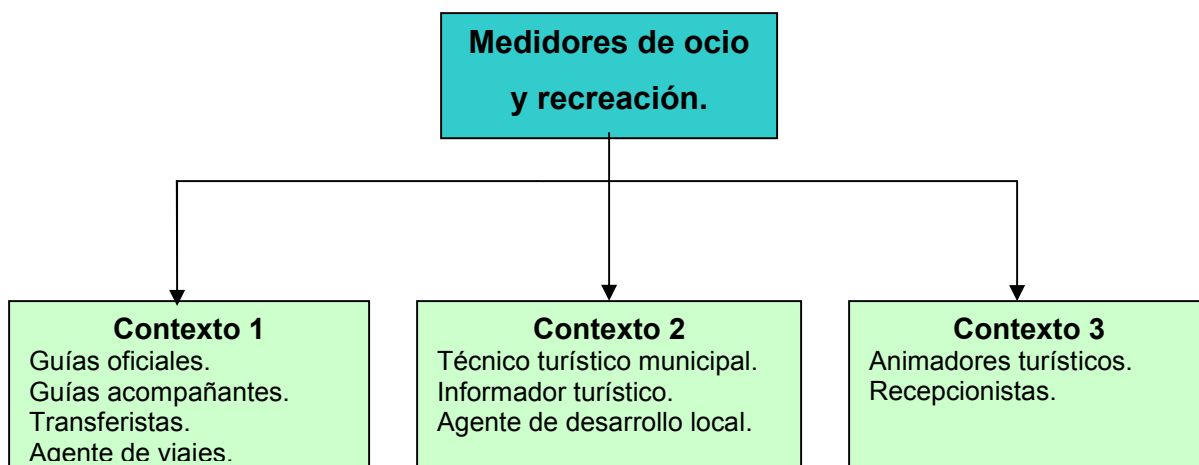 Medidores de ocio
y recreación.
Contexto 1
Guías oficiales.
Guías acompañantes.
Transferistas.
Agente de viajes.
Contexto 2
Técnico turístico municipal.
Informador turístico.
Agente de desarrollo local.
Contexto 3
Animadores turísticos.
Recepcionistas.